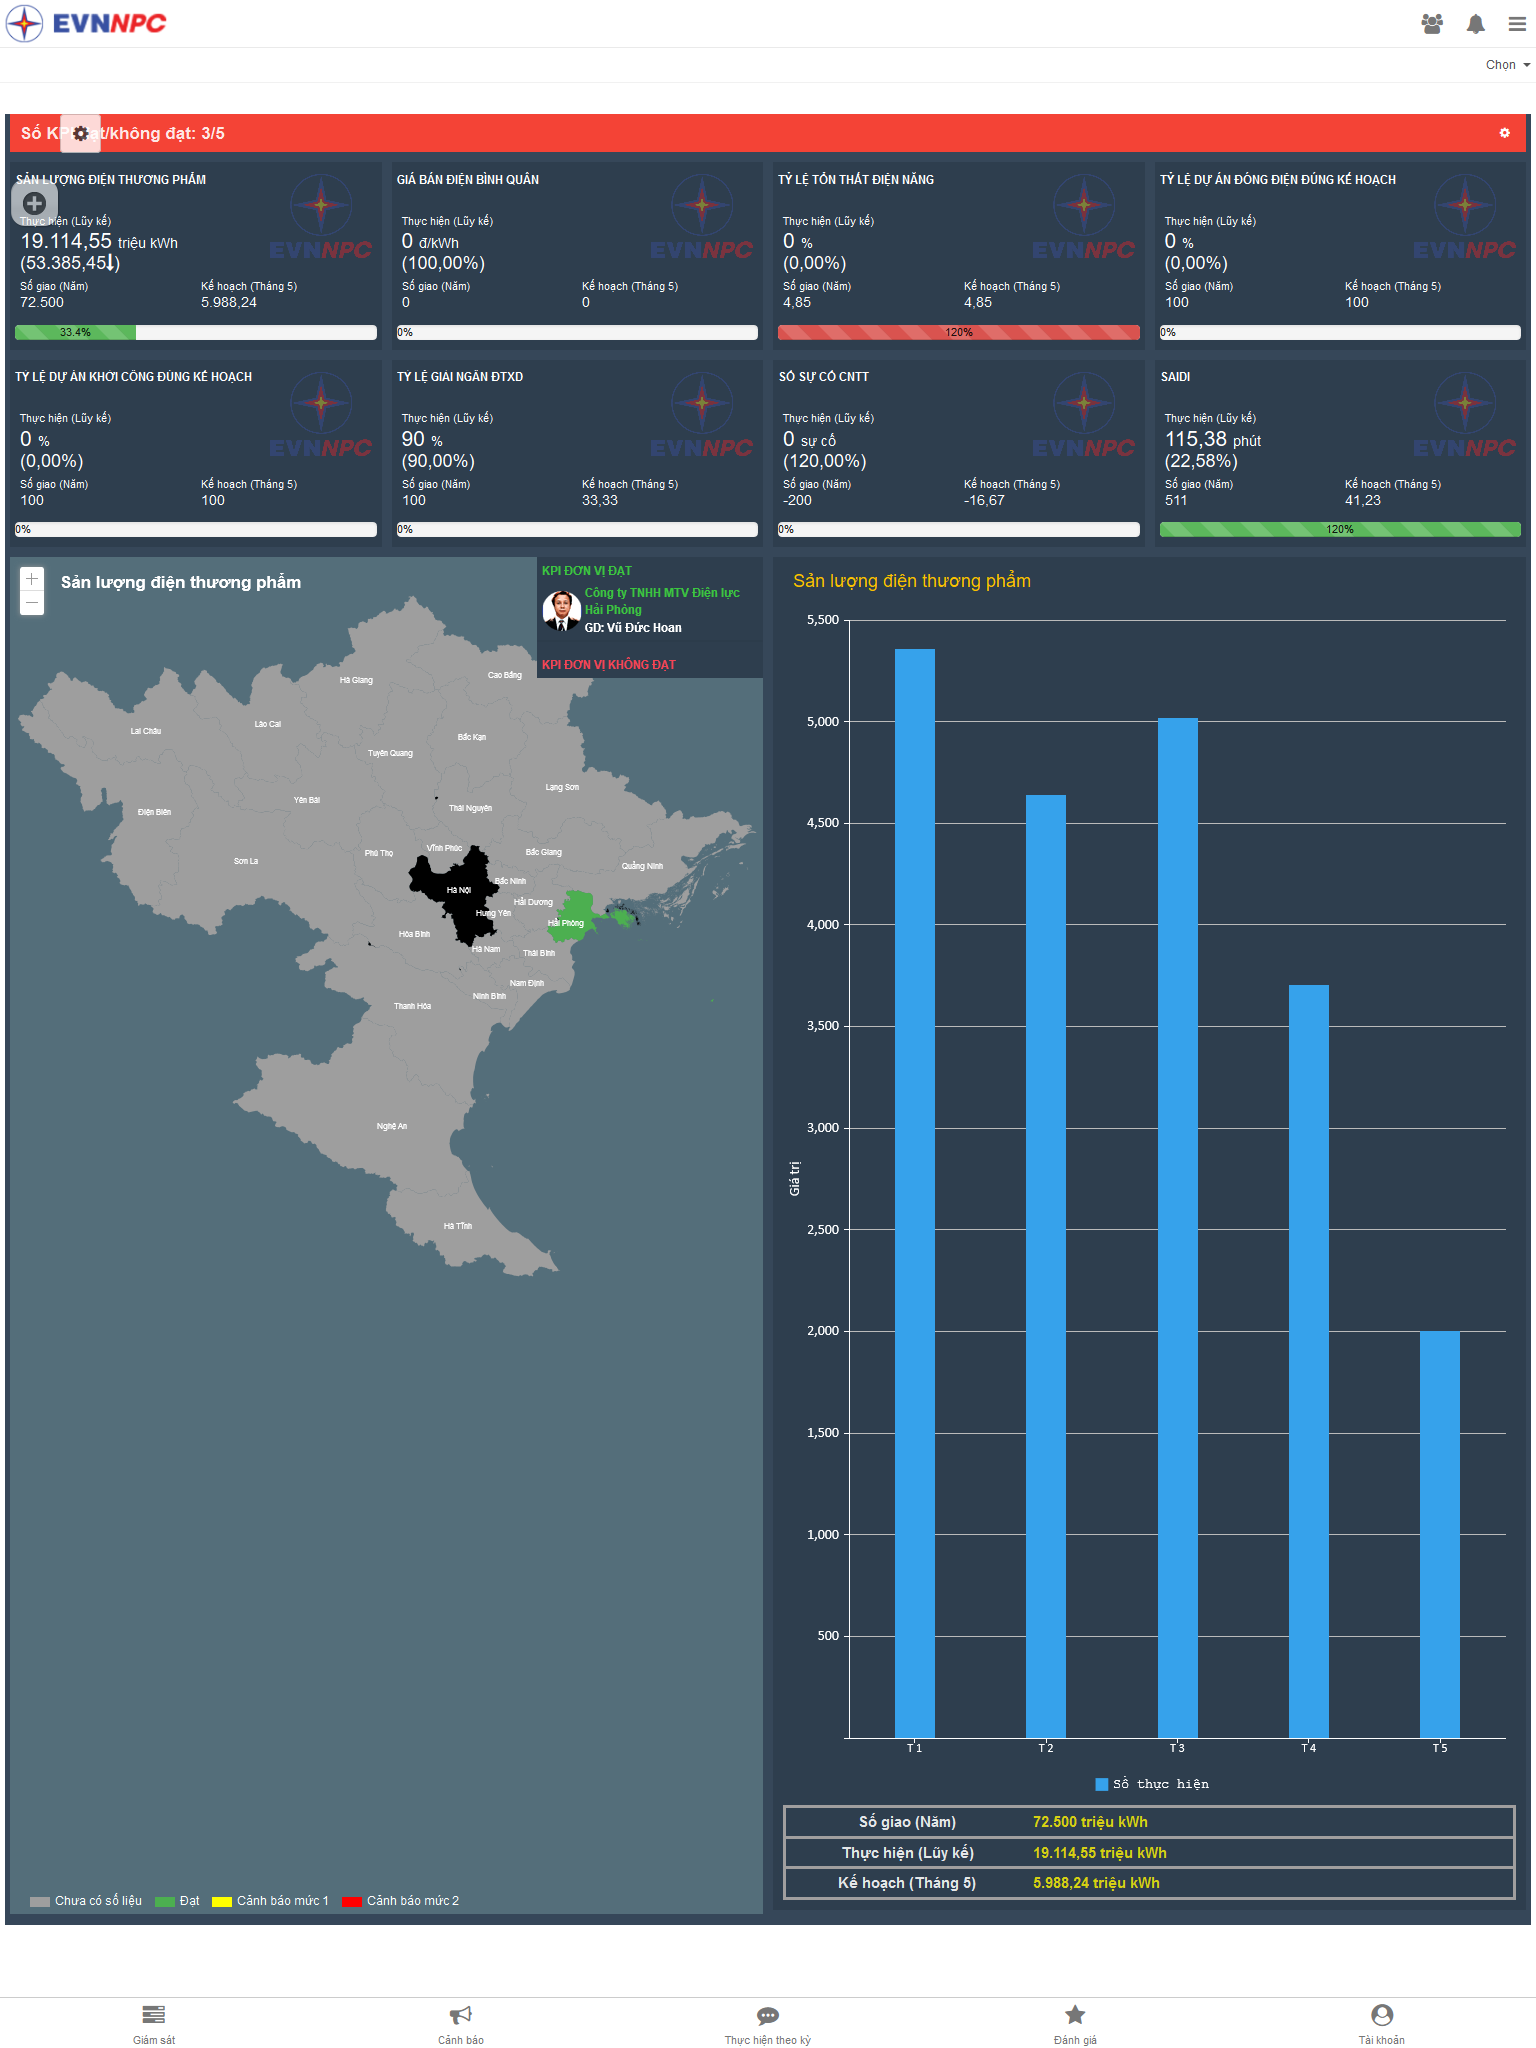 EVNNPC
Chọn
Số KPI đạt/không đạt: 3/5
SẢN LƯỢNG ĐIỆN THƯƠNG PHẨM
EVNNPC
Thực hiện (Lũy kế)
19.114,55 triệu kWh
(53.385,45)
Số giao (Năm)
Kế hoạch (Tháng 5)
72.500
5.988,24
33.4%
GIÁ BÁN ĐIỆN BÌNH QUÂN
EVNNPC
Thực hiện (Lũy kế)
0 đ/kWh
(100,00%)
Số giao (Năm)
Kế hoạch (Tháng 5)
0
0
0%
TỶ LỆ TỔN THẤT ĐIỆN NĂNG
EVNNPC
Thực hiện (Lũy kế)
0 %
(0,00%)
Số giao (Năm)
Kế hoạch (Tháng 5)
4,85
4,85
120%
TỶ LỆ DỰ ÁN ĐÓNG ĐIỆN ĐÚNG KẾ HOẠCH
EVNNPC
Thực hiện (Lũy kế)
0 %
(0,00%)
Số giao (Năm)
Kế hoạch (Tháng 5)
100
100
0%
TỶ LỆ DỰ ÁN KHỞI CÔNG ĐÚNG KẾ HOẠCH
EVNNPC
Thực hiện (Lũy kế)
0 %
(0,00%)
Số giao (Năm)
Kế hoạch (Tháng 5)
100
100
0%
TỶ LỆ GIẢI NGÂN ĐTXD
EVNNPC
Thực hiện (Lũy kế)
90 %
(90,00%)
Số giao (Năm)
Kế hoạch (Tháng 5)
100
33,33
0%
SỐ SỰ CỐ CNTT
EVNNPC
Thực hiện (Lũy kế)
0 sự cố
(120,00%)
Số giao (Năm)
Kế hoạch (Tháng 5)
-200
-16,67
0%
SAIDI
EVNNPC
Thực hiện (Lũy kế)
115,38 phút
(22,58%)
Số giao (Năm)
Kế hoạch (Tháng 5)
511
41,23
120%
Sản lượng điện thương phẩm
KPI ĐƠN VỊ ĐẠT
Công ty TNHH MTV Điện lực
Hải Phòng
GĐ: Vũ Đức Hoan
KPI ĐƠN VỊ KHÔNG ĐẠT
Hà Giang
Cao Bằng
Lào Cai
Lai Châu
Bắc Kạn
Tuyên Quang
Lạng Sơn
Yên Bái
Thái Nguyên
Điện Biên
Vĩnh Phúc
Phú Thọ
Bắc Giang
Sơn La
Quảng Ninh
Bắc Ninh
Hà Nội
Hải Dương
Hưng Yên
Hải Phòng
Hòa Bình
Hà Nam
Thái Bình
Nam Định
Ninh Bình
Thanh Hóa
Nghệ An
Hà Tĩnh
Chưa có số liệu
Đạt
Cảnh báo mức 1
Cảnh báo mức 2
Sản lượng điện thương phẩm
5,500
5,000
4,500
4,000
3,500
3,000
2,500
2,000
1,500
1,000
500
Giá trị
T1
T2
T3
T4
T5
Số thực hiện
Số giao (Năm)
72.500 triệu kWh
Thực hiện (Lũy kế)
19.114,55 triệu kWh
Kế hoạch (Tháng 5)
5.988,24 triệu kWh
Giám sát
Cảnh báo
Thực hiện theo kỳ
Đánh giá
Tài khoản